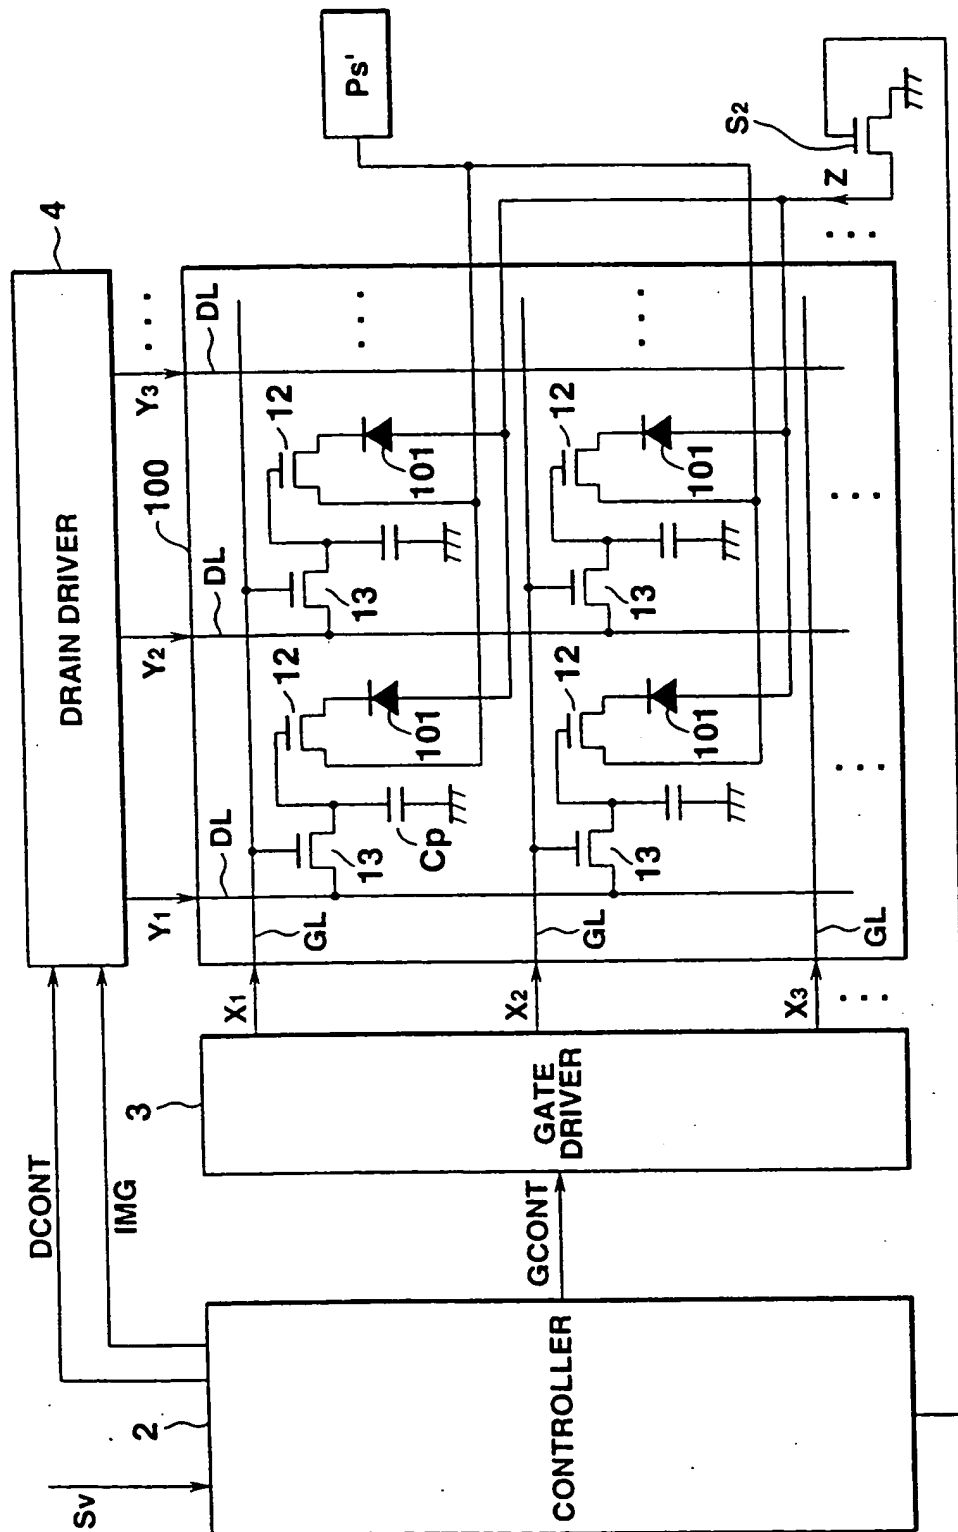 Sv
2
CONTROLLER
DCONT
IMG
GCONT
3
GATE
DRIVER
DRAIN DRIVER
4
100
X1
X2
X3
Y1
Y2
Y3
DL
DL
DL
GL
GL
GL
13
12
101
Cp
13
12
101
13
12
101
13
12
101
Ps'
S2
Z